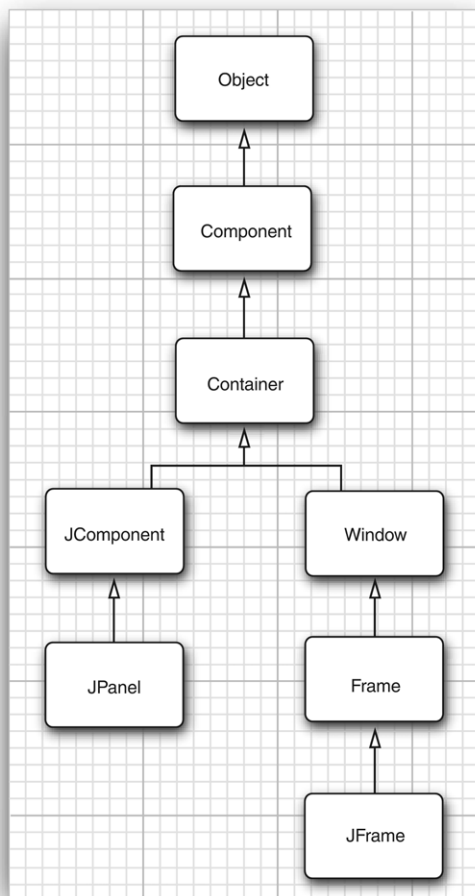 Object
Component
Container
JComponent
Window
JPanel
Frame
JFrame